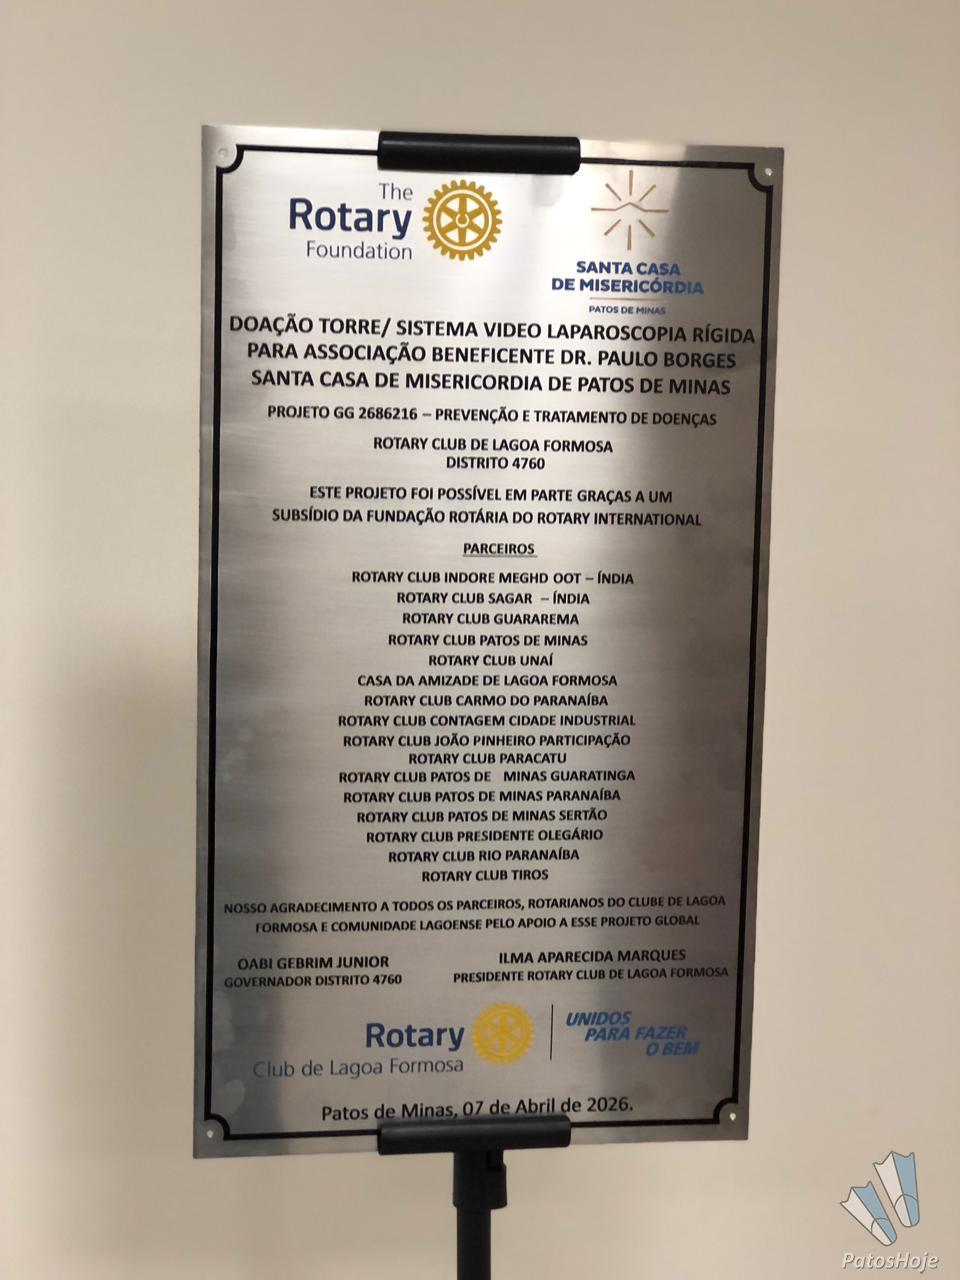 The
Rotary
Foundation
SANTA CASA
DE MISERICÓRDIA
PATOS DE MINAS
DOAÇÃO TORRE/ SISTEMA VIDEO LAPAROSCOPIA RÍGIDA
PARA ASSOCIAÇÃO BENEFICENTE DR. PAULO BORGES
SANTA CASA DE MISERICORDIA DE PATOS DE MINAS
PROJETO GG 2686216 – PREVENÇÃO E TRATAMENTO DE DOENÇAS
ROTARY CLUB DE LAGOA FORMOSA
DISTRITO 4760
ESTE PROJETO FOI POSSÍVEL EM PARTE GRAÇAS A UM
SUBSÍDIO DA FUNDAÇÃO ROTÁRIA DO ROTARY INTERNATIONAL
PARCEIROS
ROTARY CLUB INDORE MEGHD OOT – ÍNDIA
ROTARY CLUB SAGAR – ÍNDIA
ROTARY CLUB GUARAREMA
ROTARY CLUB PATOS DE MINAS
ROTARY CLUB UNAÍ
CASA DA AMIZADE DE LAGOA FORMOSA
ROTARY CLUB CARMO DO PARANAÍBA
ROTARY CLUB CONTAGEM CIDADE INDUSTRIAL
ROTARY CLUB JOÃO PINHEIRO PARTICIPAÇÃO
ROTARY CLUB PARACATU
ROTARY CLUB PATOS DE MINAS GUARATINGA
ROTARY CLUB PATOS DE MINAS PARANAÍBA
ROTARY CLUB PATOS DE MINAS SERTÃO
ROTARY CLUB PRESIDENTE OLEGÁRIO
ROTARY CLUB RIO PARANAÍBA
ROTARY CLUB TIROS
NOSSO AGRADECIMENTO A TODOS OS PARCEIROS, ROTARIANOS DO CLUBE DE LAGOA
FORMOSA E COMUNIDADE LAGOENSE PELO APOIO A ESSE PROJETO GLOBAL
OABI GEBRIM JUNIOR
GOVERNADOR DISTRITO 4760
ILMA APARECIDA MARQUES
PRESIDENTE ROTARY CLUB DE LAGOA FORMOSA
Rotary
Club de Lagoa Formosa
UNIDOS
PARA FAZER
O BEM
Patos de Minas, 07 de Abril de 2026.
PatosHoje